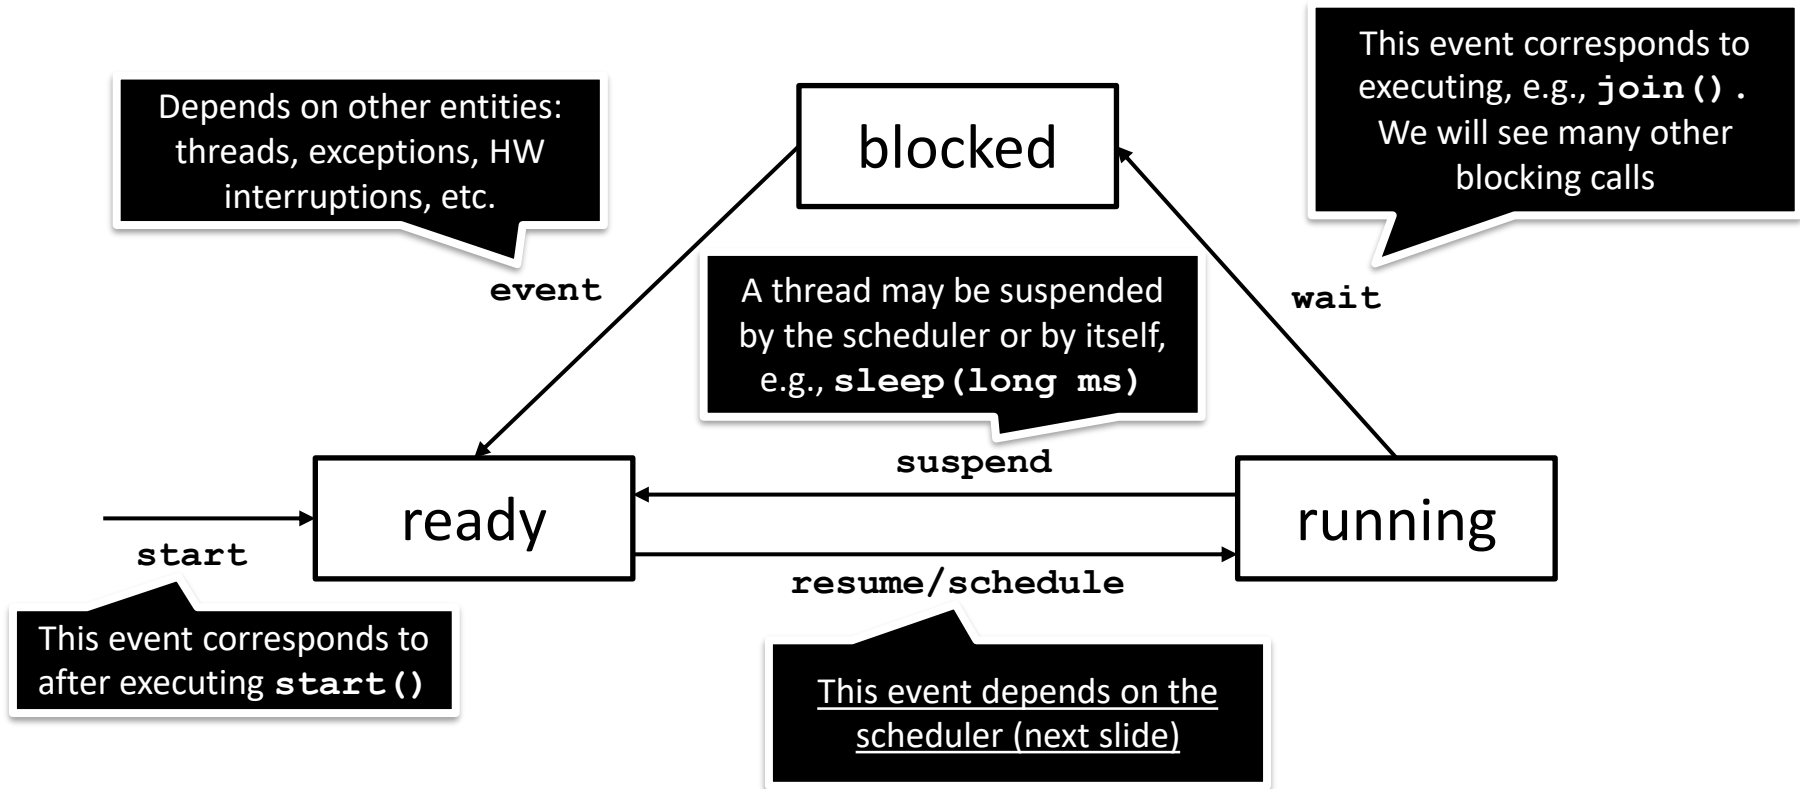 This event corresponds to
executing, e.g., join().
We will see many other
blocking calls
Depends on other entities:
threads, exceptions, HW
interruptions, etc.
blocked
event
A thread may be suspended
by the scheduler or by itself,
e.g., sleep(long ms)
wait
suspend
ready
running
start
resume/schedule
This event corresponds to
after executing start()
This event depends on the
scheduler (next slide)